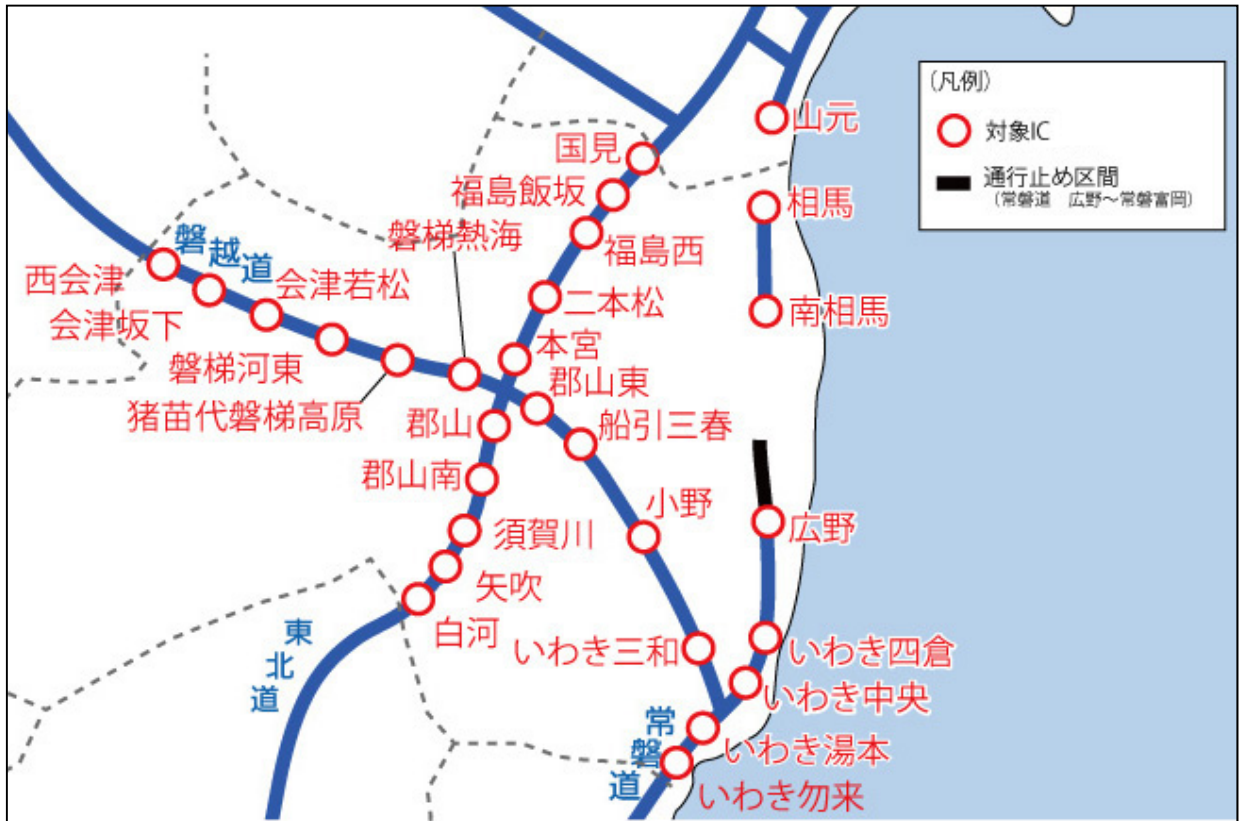 (凡例)
対象IC
通行止め区間
(常磐道 広野～常磐富岡)
山元
国見
福島飯坂
相馬
磐梯熱海
福島西
磐越道
西会津
会津若松
会津坂下
二本松
南相馬
磐梯河東
本宮
郡山東
猪苗代磐梯高原
郡山
船引三春
郡山南
小野
須賀川
広野
矢吹
白河
東北道
いわき三和
いわき四倉
いわき中央
常磐道
いわき湯本
いわき勿来